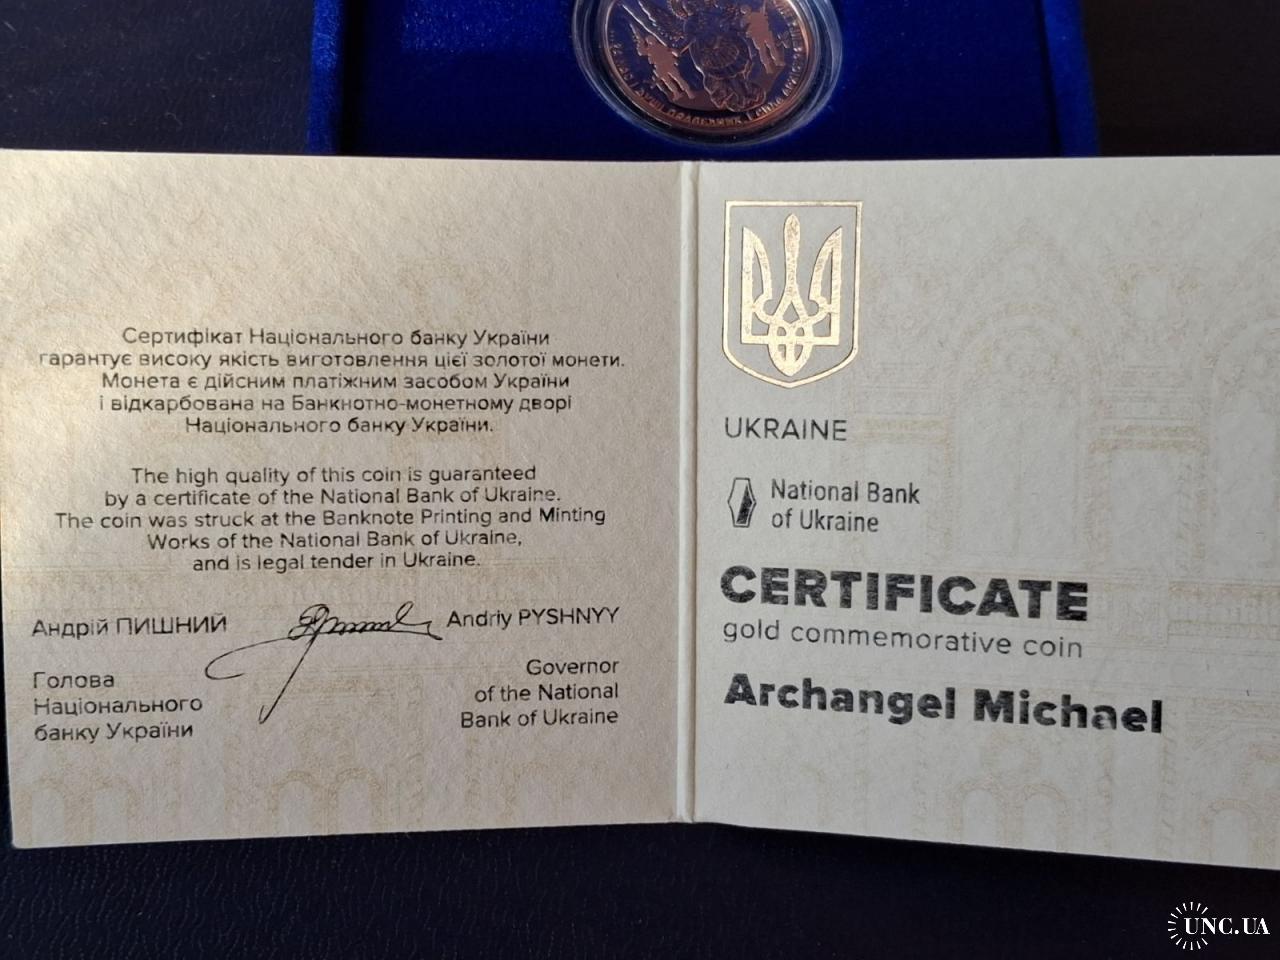 Сертифікат Національного банку України
гарантує високу якість виготовлення цієї золотої монети.
Монета є дійсним платіжним засобом України
і відкарбована на Банкнотно-монетному дворі
Національного банку України.
The high quality of this coin is guaranteed
by a certificate of the National Bank of Ukraine.
The coin was struck at the Banknote Printing and Minting
Works of the National Bank of Ukraine,
and is legal tender in Ukraine.
Андрій ПИШНИЙ
Andriy PYSHNYY
Голова
Національного
банку України
Governor
of the National
Bank of Ukraine
UKRAINE
National Bank
of Ukraine
CERTIFICATE
gold commemorative coin
Archangel Michael
UNC.UA